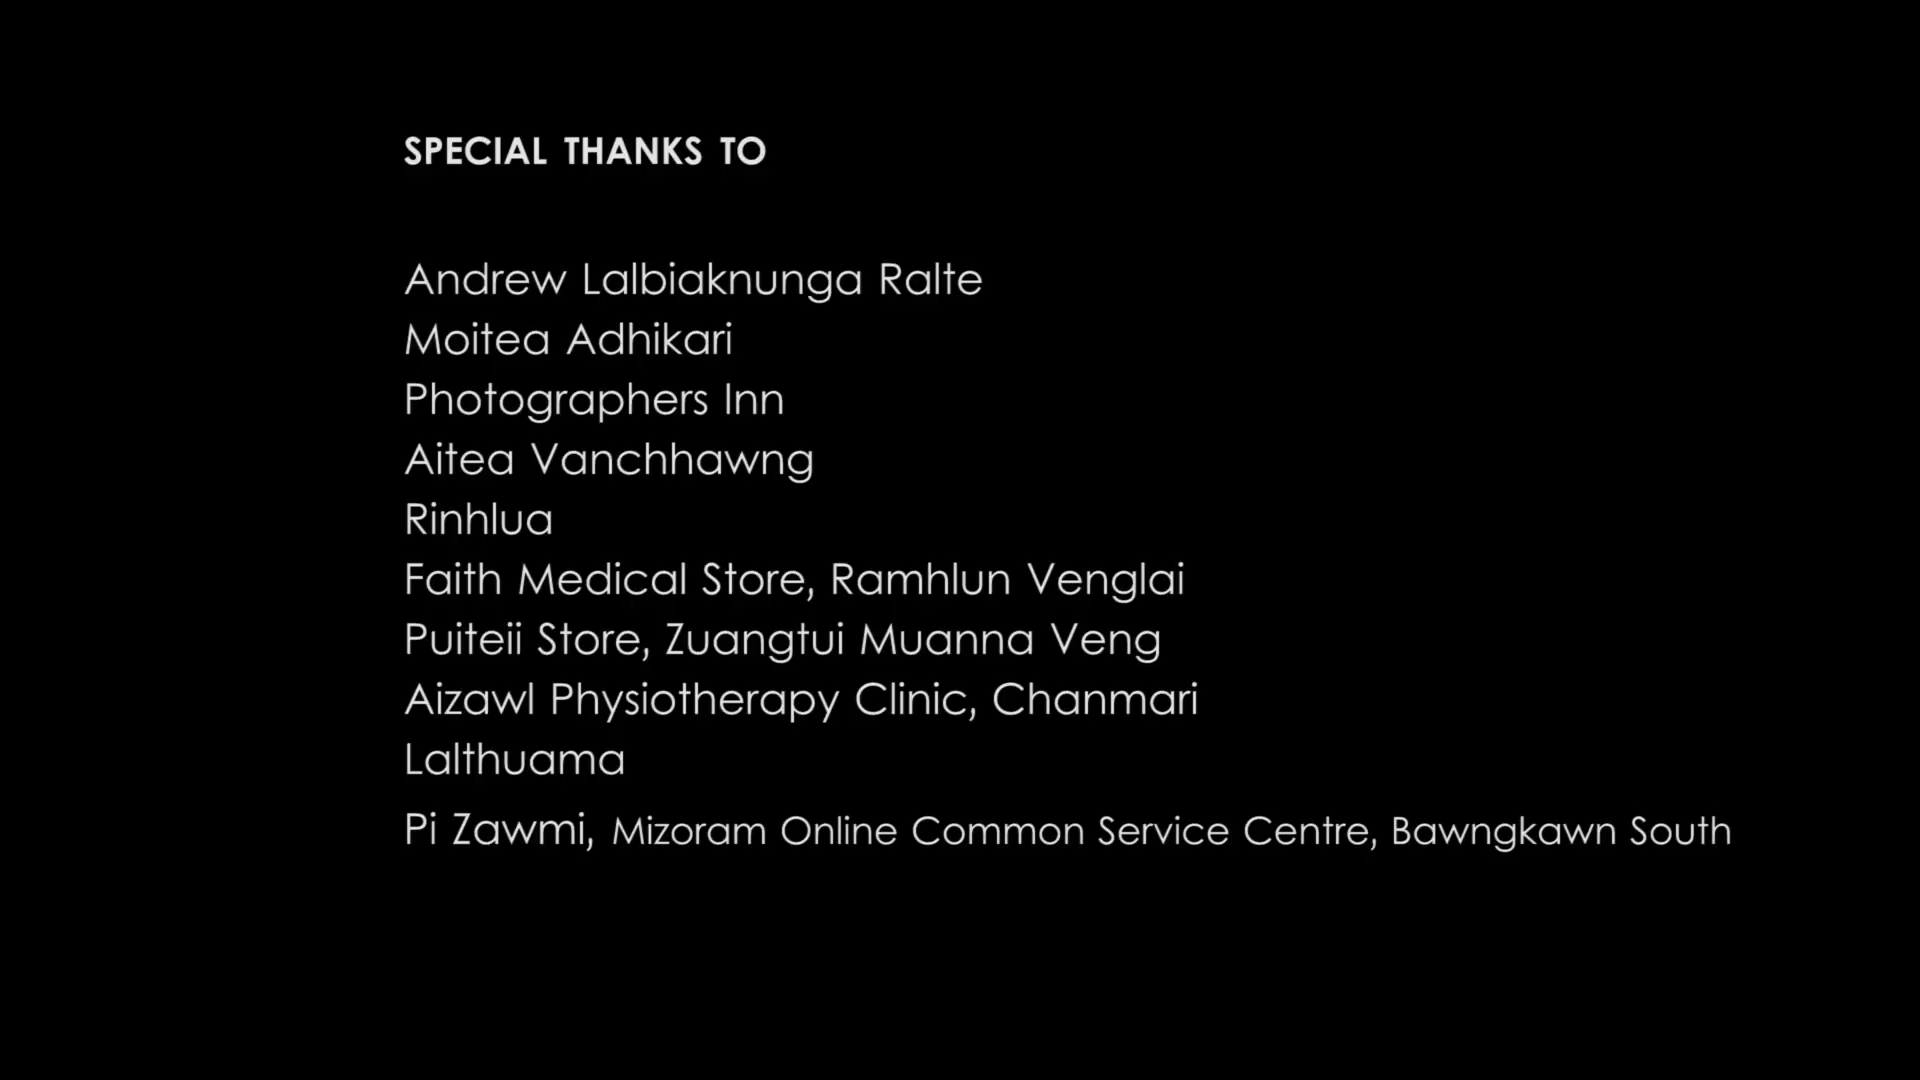 SPECIAL THANKS TO
Andrew Lalbiaknunga Ralte
Moitea Adhikari
Photographers Inn
Aitea Vanchhawng
Rinhlua
Faith Medical Store, Ramhlun Venglai
Puiteii Store, Zuangtui Muanna Veng
Aizawl Physiotherapy Clinic, Chanmari
Lalthuama
Pi Zawmi, Mizoram Online Common Service Centre, Bawngkawn South